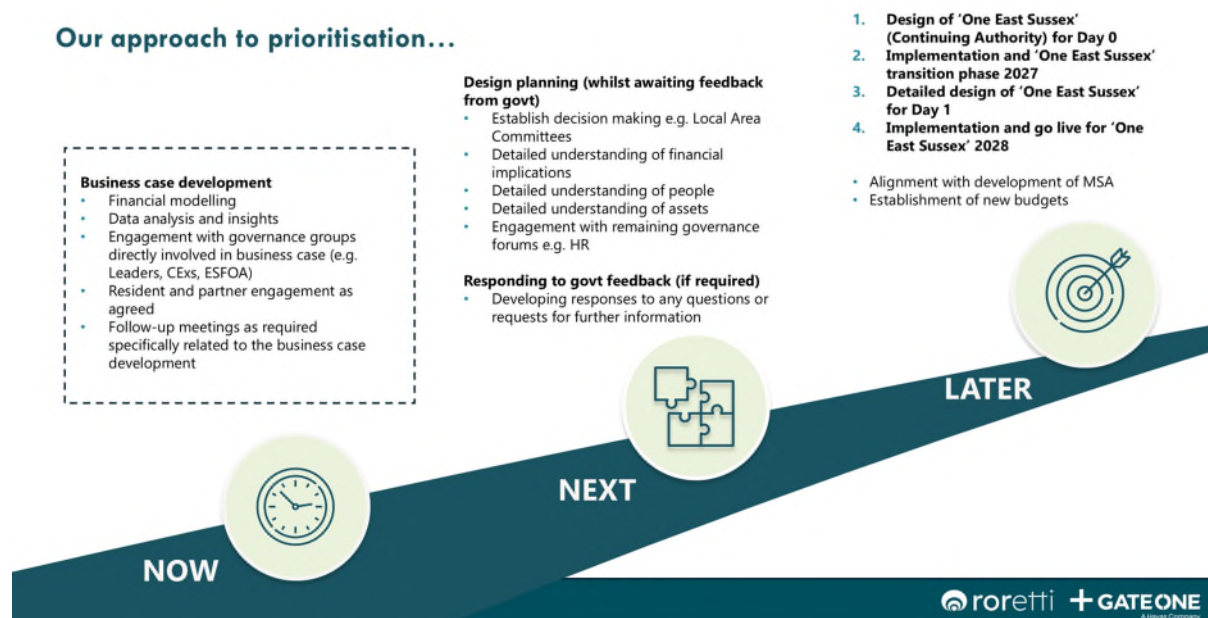 Our approach to prioritisation...
Business case development
• Financial modelling
• Data analysis and insights
• Engagement with governance groups
directly involved in business case (e.g.
Leaders, CExs, ESFOA)
• Resident and partner engagement as
agreed
• Follow-up meetings as required
specifically related to the business case
development
NOW
Design planning (whilst awaiting feedback
from govt)
• Establish decision making e.g. Local Area
Committees
• Detailed understanding of financial
implications
• Detailed understanding of people
• Detailed understanding of assets
• Engagement with remaining governance
forums e.g. HR
Responding to govt feedback (if required)
• Developing responses to any questions or
requests for further information
NEXT
1. Design of ‘One East Sussex’
(Continuing Authority) for Day 0
2. Implementation and ‘One East Sussex’
transition phase 2027
3. Detailed design of ‘One East Sussex’
for Day 1
4. Implementation and go live for ‘One
East Sussex’ 2028
• Alignment with development of MSA
• Establishment of new budgets
LATER
roretti
GATEONE
A Havas Company